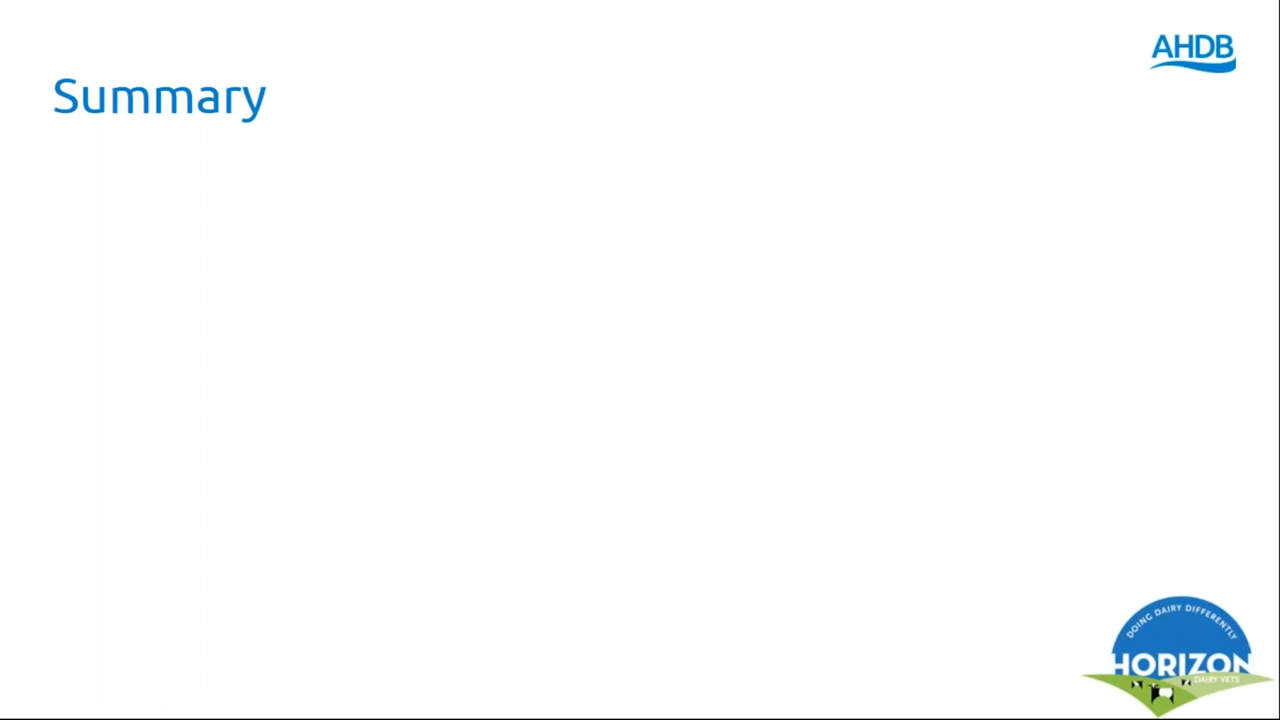 AHDB
Summary
DOING DAIRY DIFFERENTLY
HORIZON
DAIRY VETS